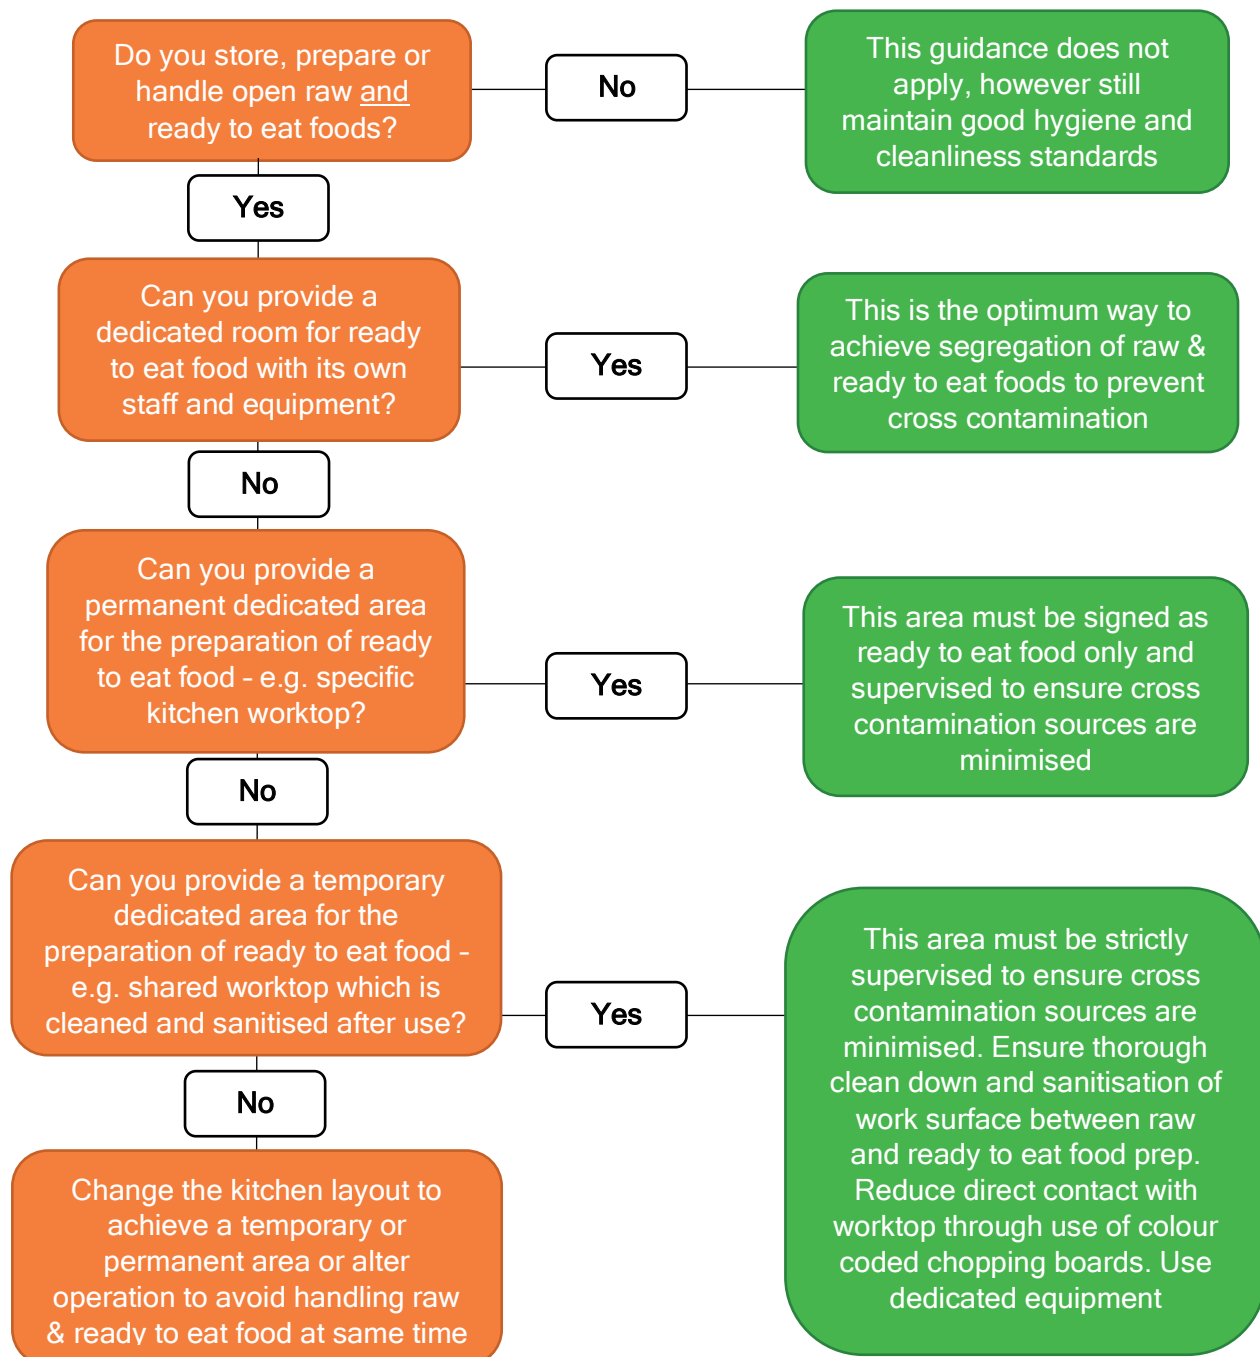 Do you store, prepare or
handle open raw and
ready to eat foods?
No
This guidance does not
apply, however still
maintain good hygiene and
cleanliness standards
Yes
Can you provide a
dedicated room for ready
to eat food with its own
staff and equipment?
Yes
This is the optimum way to
achieve segregation of raw &
ready to eat foods to prevent
cross contamination
No
Can you provide a
permanent dedicated area
for the preparation of ready
to eat food - e.g. specific
kitchen worktop?
Yes
This area must be signed as
ready to eat food only and
supervised to ensure cross
contamination sources are
minimised
No
Can you provide a temporary
dedicated area for the
preparation of ready to eat food -
e.g. shared worktop which is
cleaned and sanitised after use?
Yes
This area must be strictly
supervised to ensure cross
contamination sources are
minimised. Ensure thorough
clean down and sanitisation of
work surface between raw
and ready to eat food prep.
Reduce direct contact with
worktop through use of colour
coded chopping boards. Use
dedicated equipment
No
Change the kitchen layout to
achieve a temporary or
permanent area or alter
operation to avoid handling raw
& ready to eat food at same time